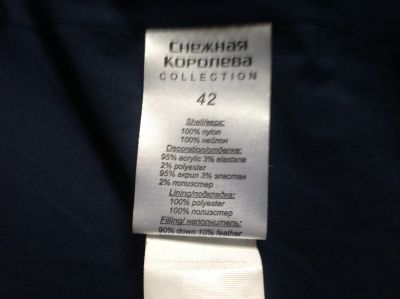 Снежная
Королева
COLLECTION
42
Shell/верх:
100% nylon
100% нейлон
Decoration/отделка:
95% acrylic 3% elastane
2% polyester
95% акрил 3% эластан
2% полиэстер
Lining/подкладка:
100% polyester
100% полиэстер
Filling/ наполнитель:
90% down 10% feather